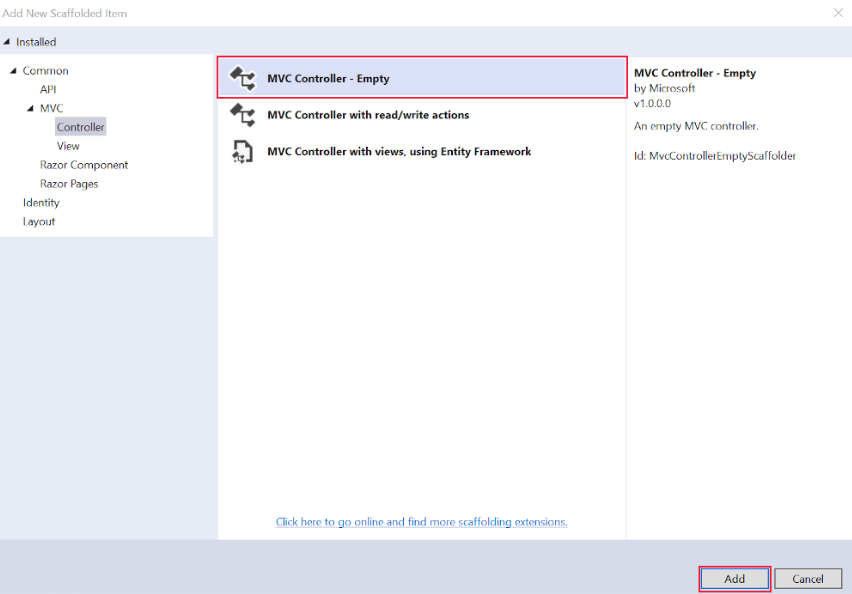 Add New Scaffolded Item
Installed
Common
API
MVC
Controller
View
Razor Component
Razor Pages
Identity
Layout
MVC Controller - Empty
MVC Controller with read/write actions
MVC Controller with views, using Entity Framework
Click here to go online and find more scaffolding extensions.
MVC Controller - Empty
by Microsoft
v1.0.0.0
An empty MVC controller.
Id: MvcControllerEmptyScaffolder
Add
Cancel